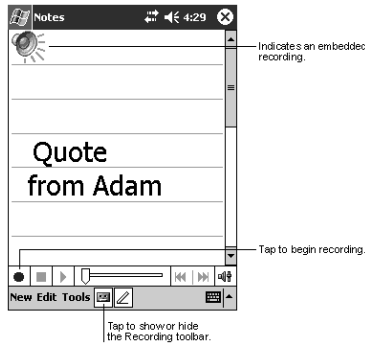 Notes 4:29
Indicates an embedded
recording.
Quote
from Adam
Tap to begin recording.
New Edit Tools
Tap to show or hide
the Recording toolbar.